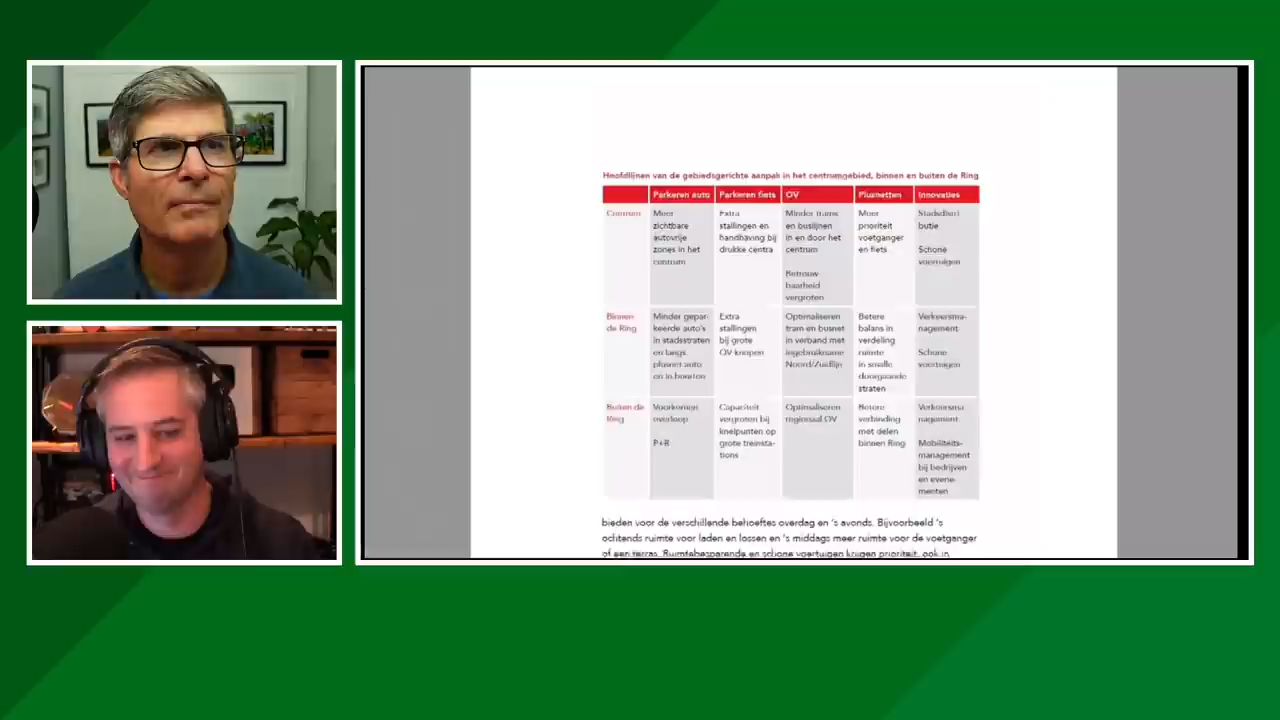 Hoofdlijnen van de gebiedsgerichte aanpak in het centrumgebied, binnen en buiten de Ring
Parkeren auto
Parkeren fiets
OV
Plusnetten
Innovaties
Centrum
Meer
zichtbare
autovrije
zones in het
centrum
Extra
stallingen en
handhaving bij
drukke centra
Minder trams
en buslijnen
in en door het
centrum
Betrouw
baarheid
vergroten
Meer
prioriteit
voetganger
en fiets
Stadsdistri
butie
Schone
voertuigen
Binnen
de Ring
Minder gepar-
keerde auto's
in stadsstraten
en langs
plusnet auto
en in buurten
Extra
stallingen
bij grote
OV knopen
Optimaliseren
tram en busnet
in verband met
ingebruikname
Noord/Zuidlijn
Betere
balans in
verdeling
ruimte
in smalle
doorgaande
straten
Verkeersma-
nagement
Schone
voertuigen
Buiten de
Ring
Voorkomen
overloop
P+R
Capaciteit
vergroten bij
knelpunten op
grote treinsta-
tions
Optimaliseren
regionaal OV
Betere
verbinding
met delen
binnen Ring
Verkeersma
nagement
Mobiliteits-
management
bij bedrijven
en evene-
menten
bieden voor de verschillende behoeftes overdag en 's avonds. Bijvoorbeeld 's
ochtends ruimte voor laden en lossen en 's middags meer ruimte voor de voetganger
of een terras. Ruimtebesparende en schone voertuigen krijgen prioriteit, ook in